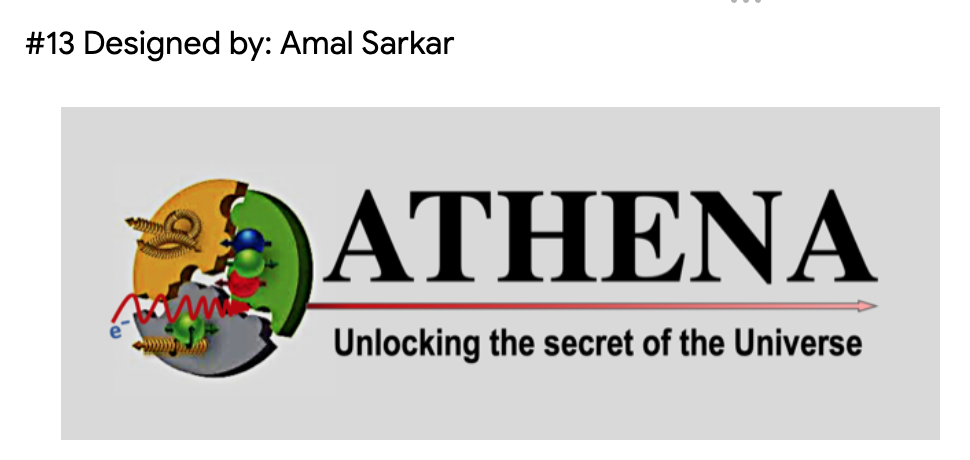 #13 Designed by: Amal Sarkar
ATHENA
e-
Unlocking the secret of the Universe